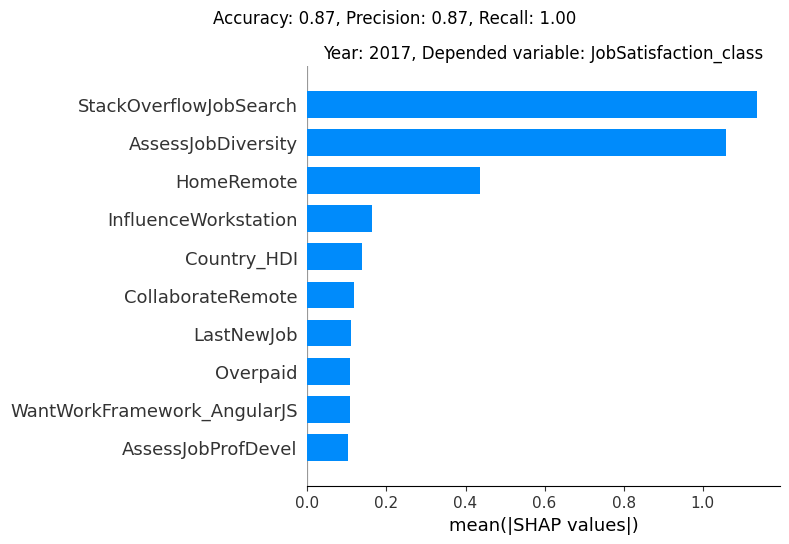 Accuracy: 0.87, Precision: 0.87, Recall: 1.00
Year: 2017, Depended variable: JobSatisfaction_class
StackOverflowJobSearch
AssessJobDiversity
HomeRemote
InfluenceWorkstation
Country_HDI
CollaborateRemote
LastNewJob
Overpaid
WantWorkFramework_AngularJS
AssessJobProfDevel
0.0 0.2 0.4 0.6 0.8 1.0
mean(|SHAP values|)